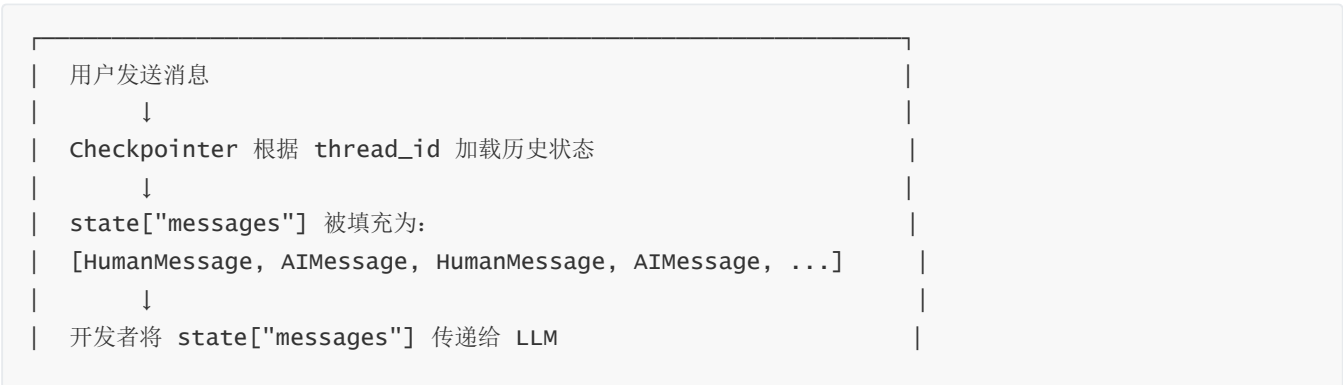 用户发送消息
↓
Checkpointer 根据 thread_id 加载历史状态
↓
state["messages"] 被填充为：
[HumanMessage, AIMessage, HumanMessage, AIMessage, ...]
↓
开发者将 state["messages"] 传递给 LLM